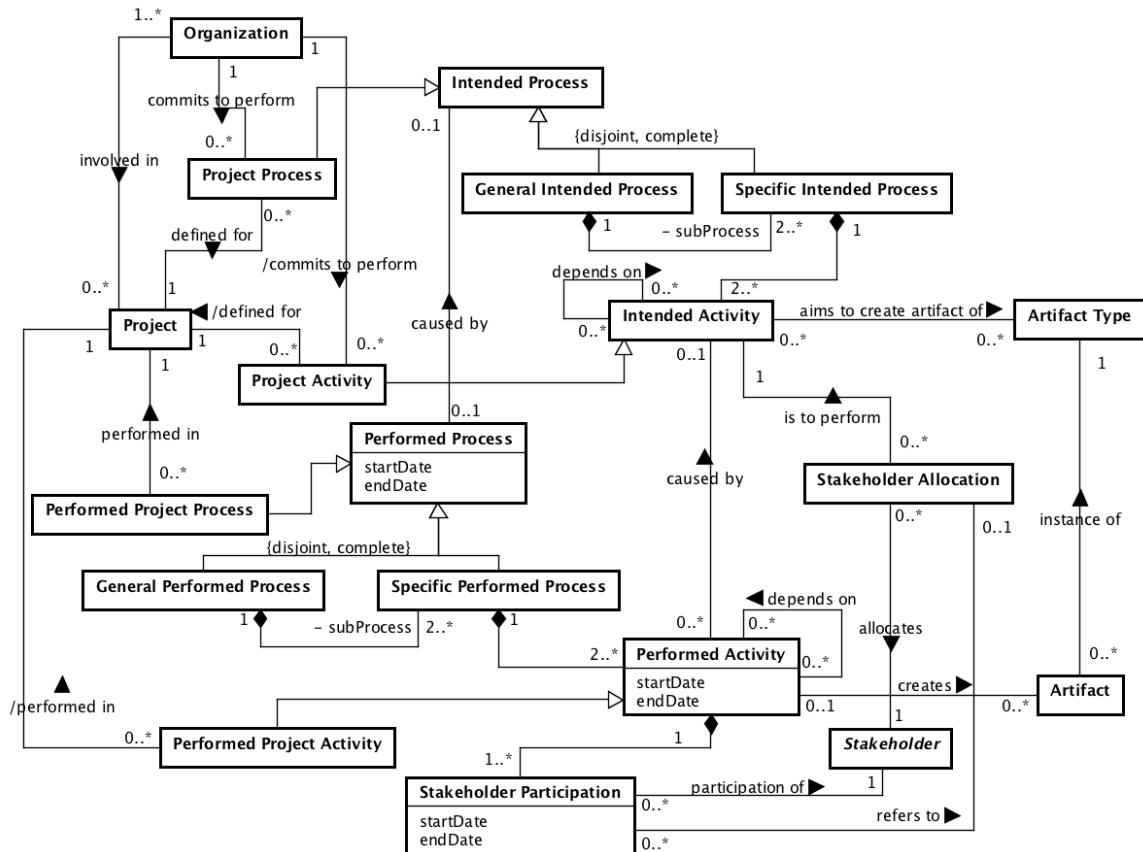 1..*
Organization
1
1
commits to perform
Intended Process
0..1
{disjoint, complete}
involved in
0..*
Project Process
General Intended Process
Specific Intended Process
0..*
1
- subProcess
2..*
1
defined for
/commits to perform
depends on
0..*
2..*
0..*
1
/defined for
Project
1
1
0..*
0..*
caused by
0..*
Intended Activity
aims to create artifact of
0..*
0..*
Artifact Type
1
1
0..1
1
Project Activity
is to perform
performed in
0..1
0..*
Performed Process
startDate
endDate
0..*
caused by
Stakeholder Allocation
0..*
0..1
instance of
Performed Project Process
{disjoint, complete}
General Performed Process
Specific Performed Process
1
- subProcess
2..*
1
depends on
0..*
0..*
allocates
2..*
Performed Activity
startDate
endDate
0..*
0..*
Artifact
creates
0..1
0..*
/performed in
0..*
Performed Project Activity
1
1
Stakeholder
1..*
Stakeholder Participation
startDate
endDate
participation of
1
0..*
refers to
0..*